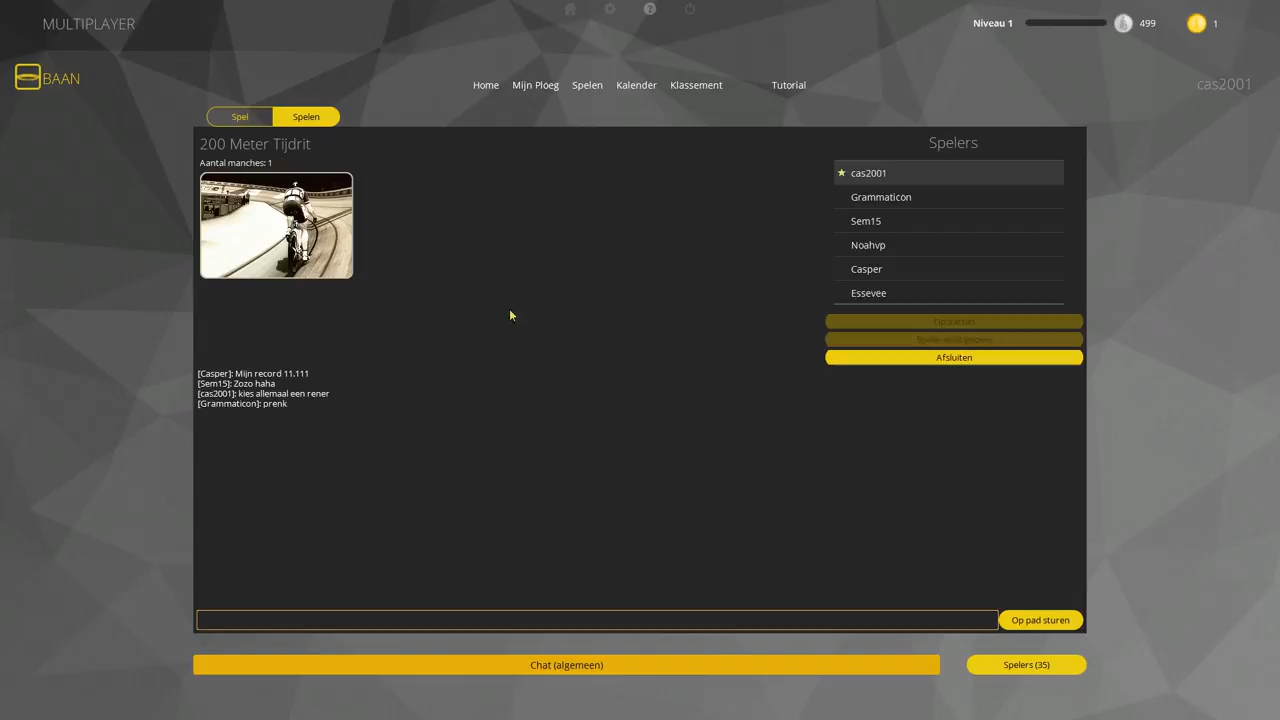 MULTIPLAYER
Niveau 1
499
1
BAAN
Home
Mijn Ploeg
Spelen
Kalender
Klassement
Tutorial
cas2001
Spel
Spelen
200 Meter Tijdrit
Aantal manches: 1
Spelers
cas2001
Grammaticon
Sem15
Noahvp
Casper
Essevee
Opstarten
Afsluiten
[Casper]: Mijn record 11.111
[Sem15]: Zozo haha
[cas2001]: kies allemaal een rener
[Grammaticon]: prenk
Op pad sturen
Chat (algemeen)
Spelers (35)